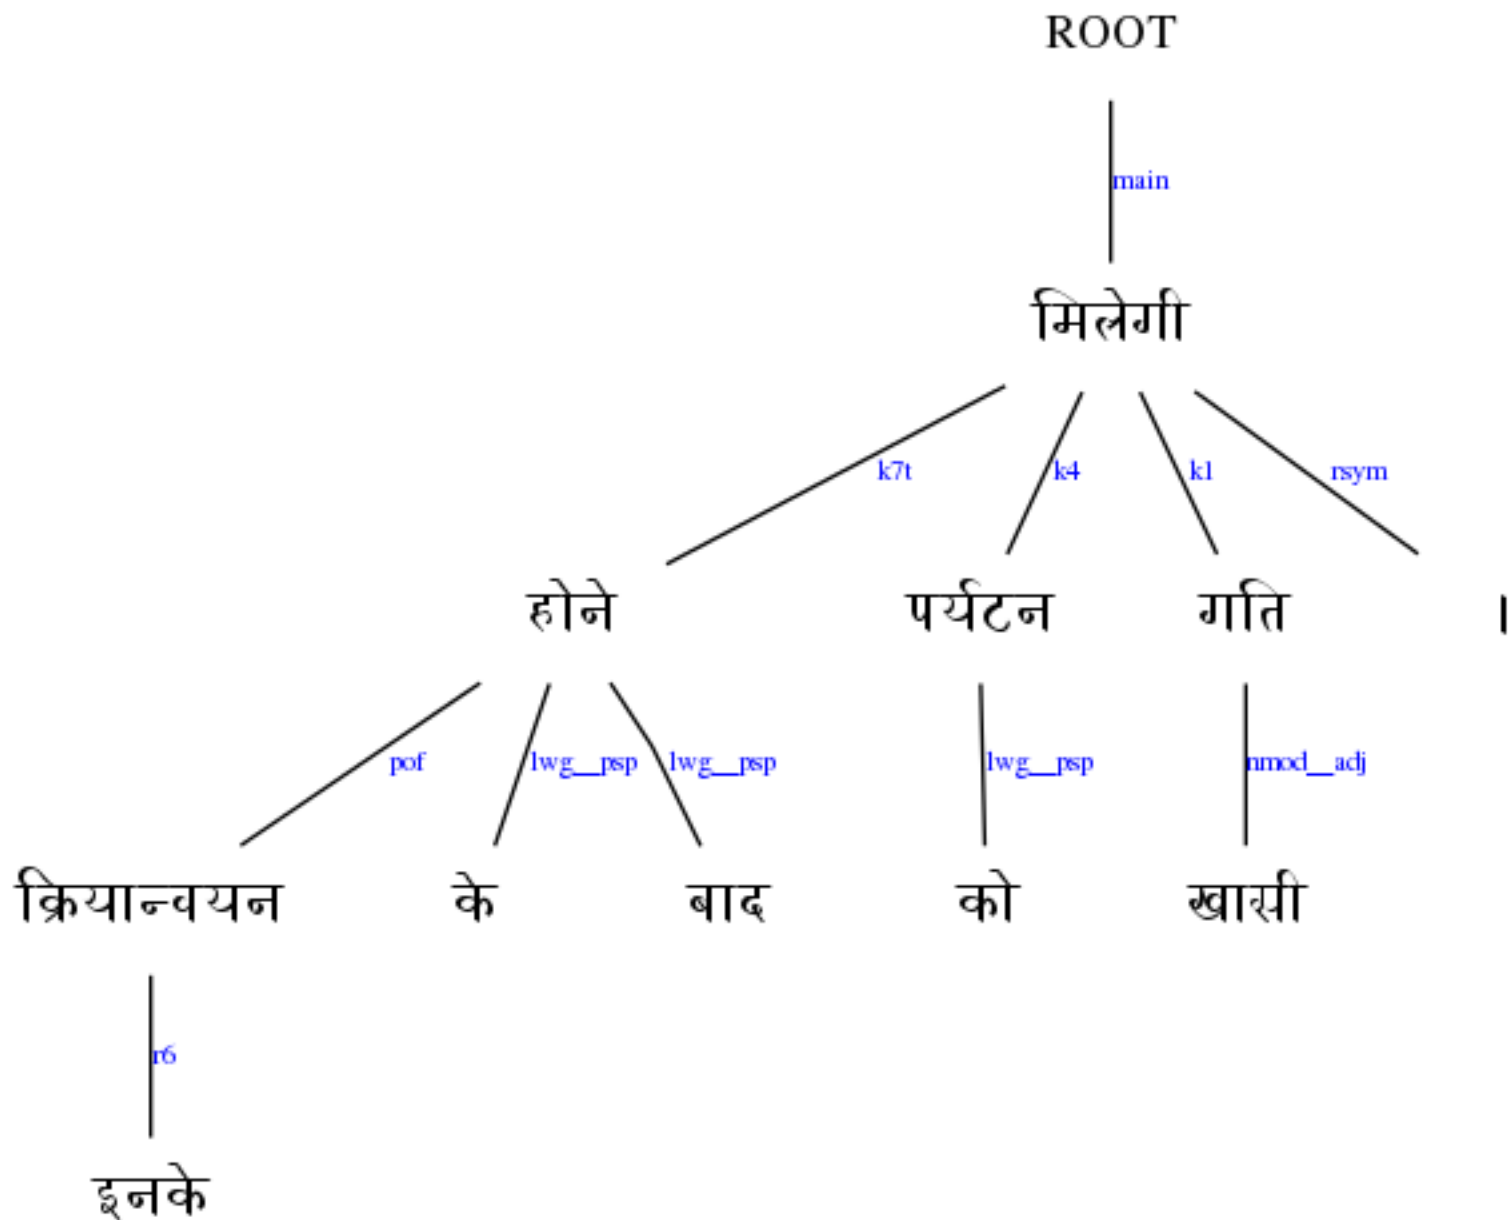 ROOT
main
मिलेगी
k7t k4 k1 rsym
होने पर्यटन गति ।
pof lwg__psp lwg__psp lwg__psp nmod__adj
क्रियान्वयन के बाद को खासी
r6
इनके